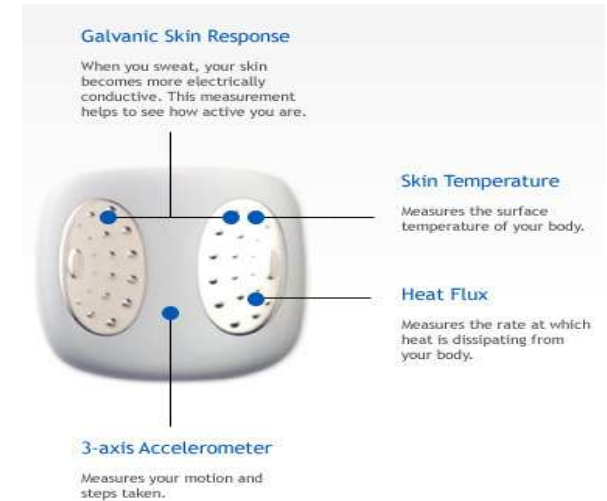 Galvanic Skin Response
When you sweat, your skin
becomes more electrically
conductive. This measurement
helps to see how active you are.
Skin Temperature
Measures the surface
temperature of your body.
Heat Flux
Measures the rate at which
heat is dissipating from
your body.
3-axis Accelerometer
Measures your motion and
steps taken.